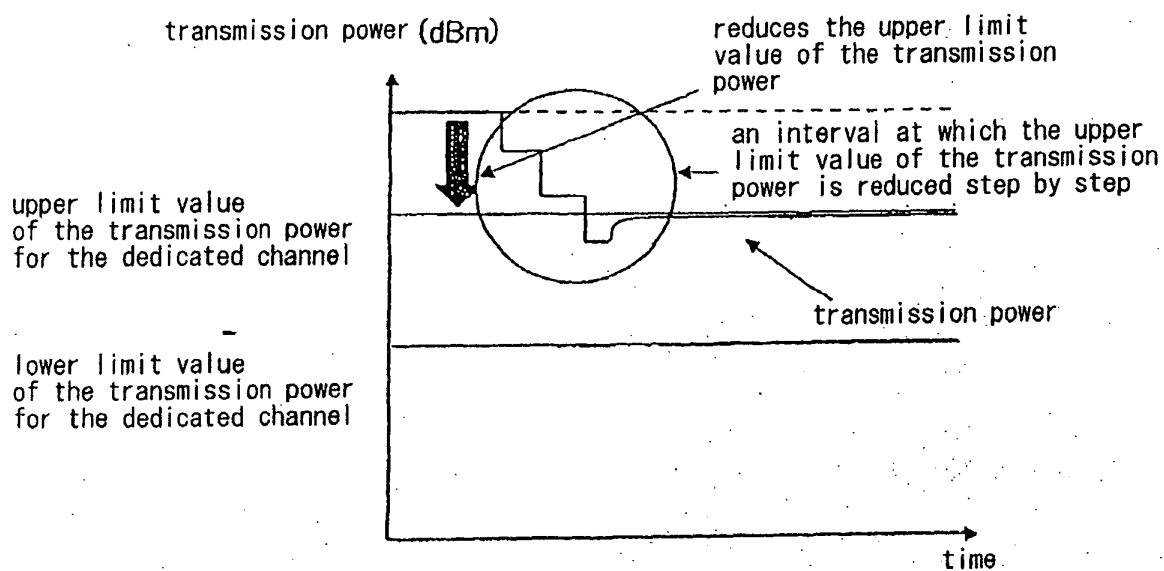 transmission power (dBm)
reduces the upper limit
value of the transmission
power
an interval at which the upper
limit value of the transmission
power is reduced step by step
upper limit value
of the transmission power
for the dedicated channel
transmission power
lower limit value
of the transmission power
for the dedicated channel
time